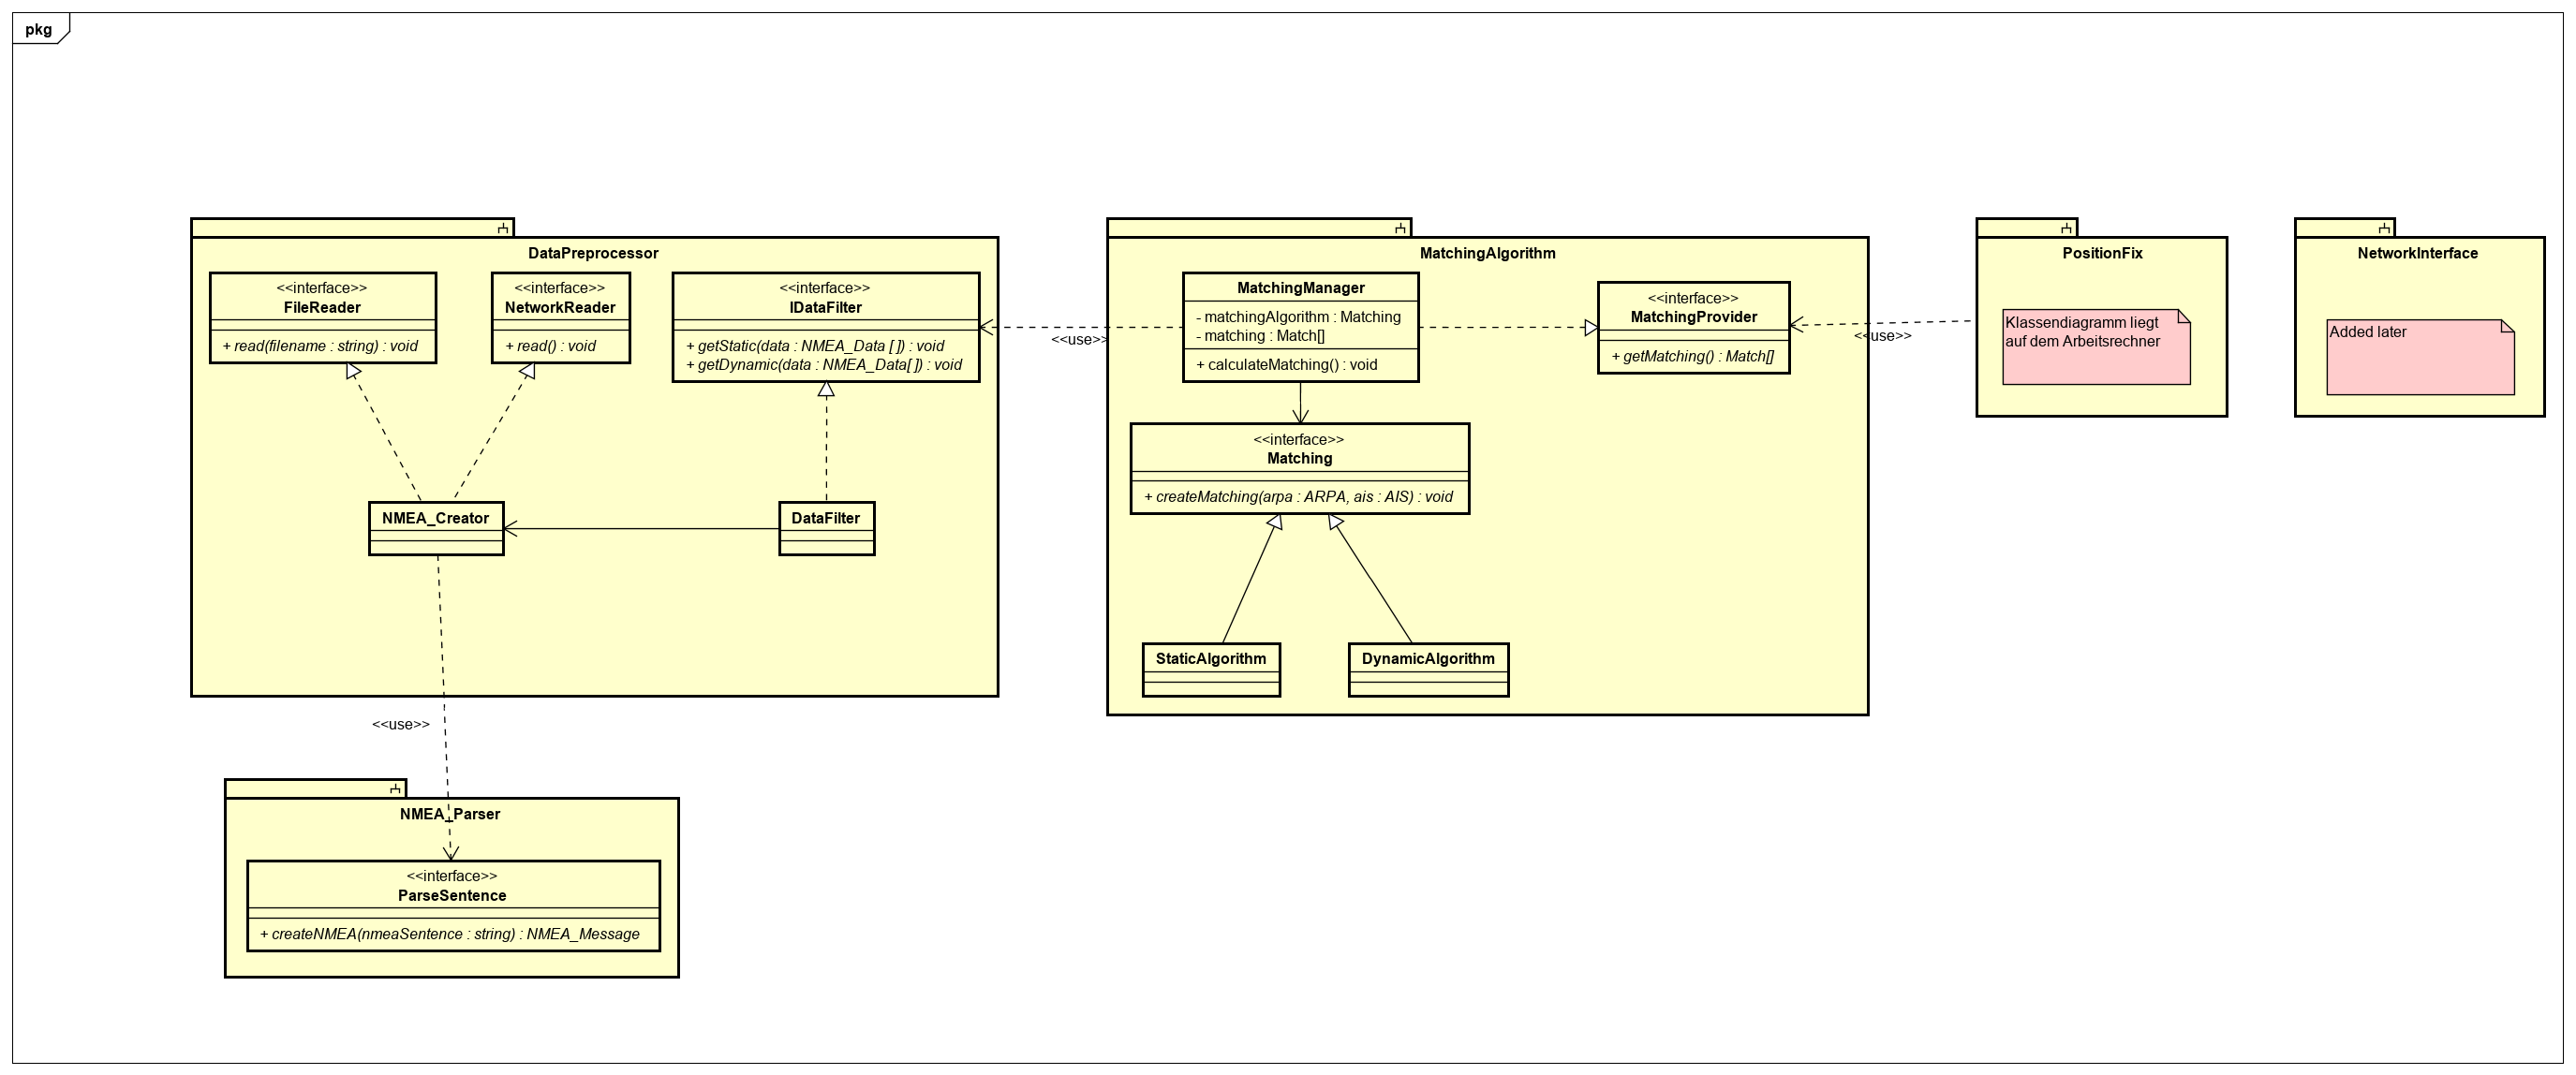 pkg
DataPreprocessor
<<interface>>
FileReader
+ read(filename : string) : void
<<interface>>
NetworkReader
+ read() : void
<<interface>>
IDataFilter
+ getStatic(data : NMEA_Data [ ]) : void
+ getDynamic(data : NMEA_Data[ ]) : void
NMEA_Creator
DataFilter
<<use>>
MatchingAlgorithm
MatchingManager
- matchingAlgorithm : Matching
- matching : Match[]
+ calculateMatching() : void
<<interface>>
MatchingProvider
+ getMatching() : Match[]
<<interface>>
Matching
+ createMatching(arpa : ARPA, ais : AIS) : void
StaticAlgorithm
DynamicAlgorithm
<<use>>
PositionFix
Klassendiagramm liegt
auf dem Arbeitsrechner
NetworkInterface
Added later
<<use>>
NMEA_Parser
<<interface>>
ParseSentence
+ createNMEA(nmeaSentence : string) : NMEA_Message